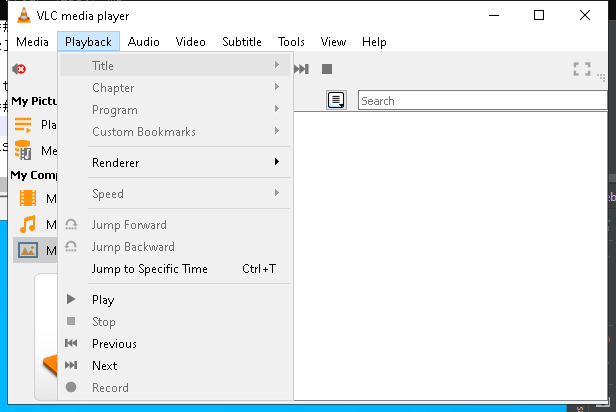 VLC media player
Media Playback Audio Video Subtitle Tools View Help
Title
Chapter
Program
Custom Bookmarks
Renderer
Speed
Jump Forward
Jump Backward
Jump to Specific Time Ctrl+T
Play
Stop
Previous
Next
Record
Search
My Pictu
Pla
Me
My Comp
M
M
M